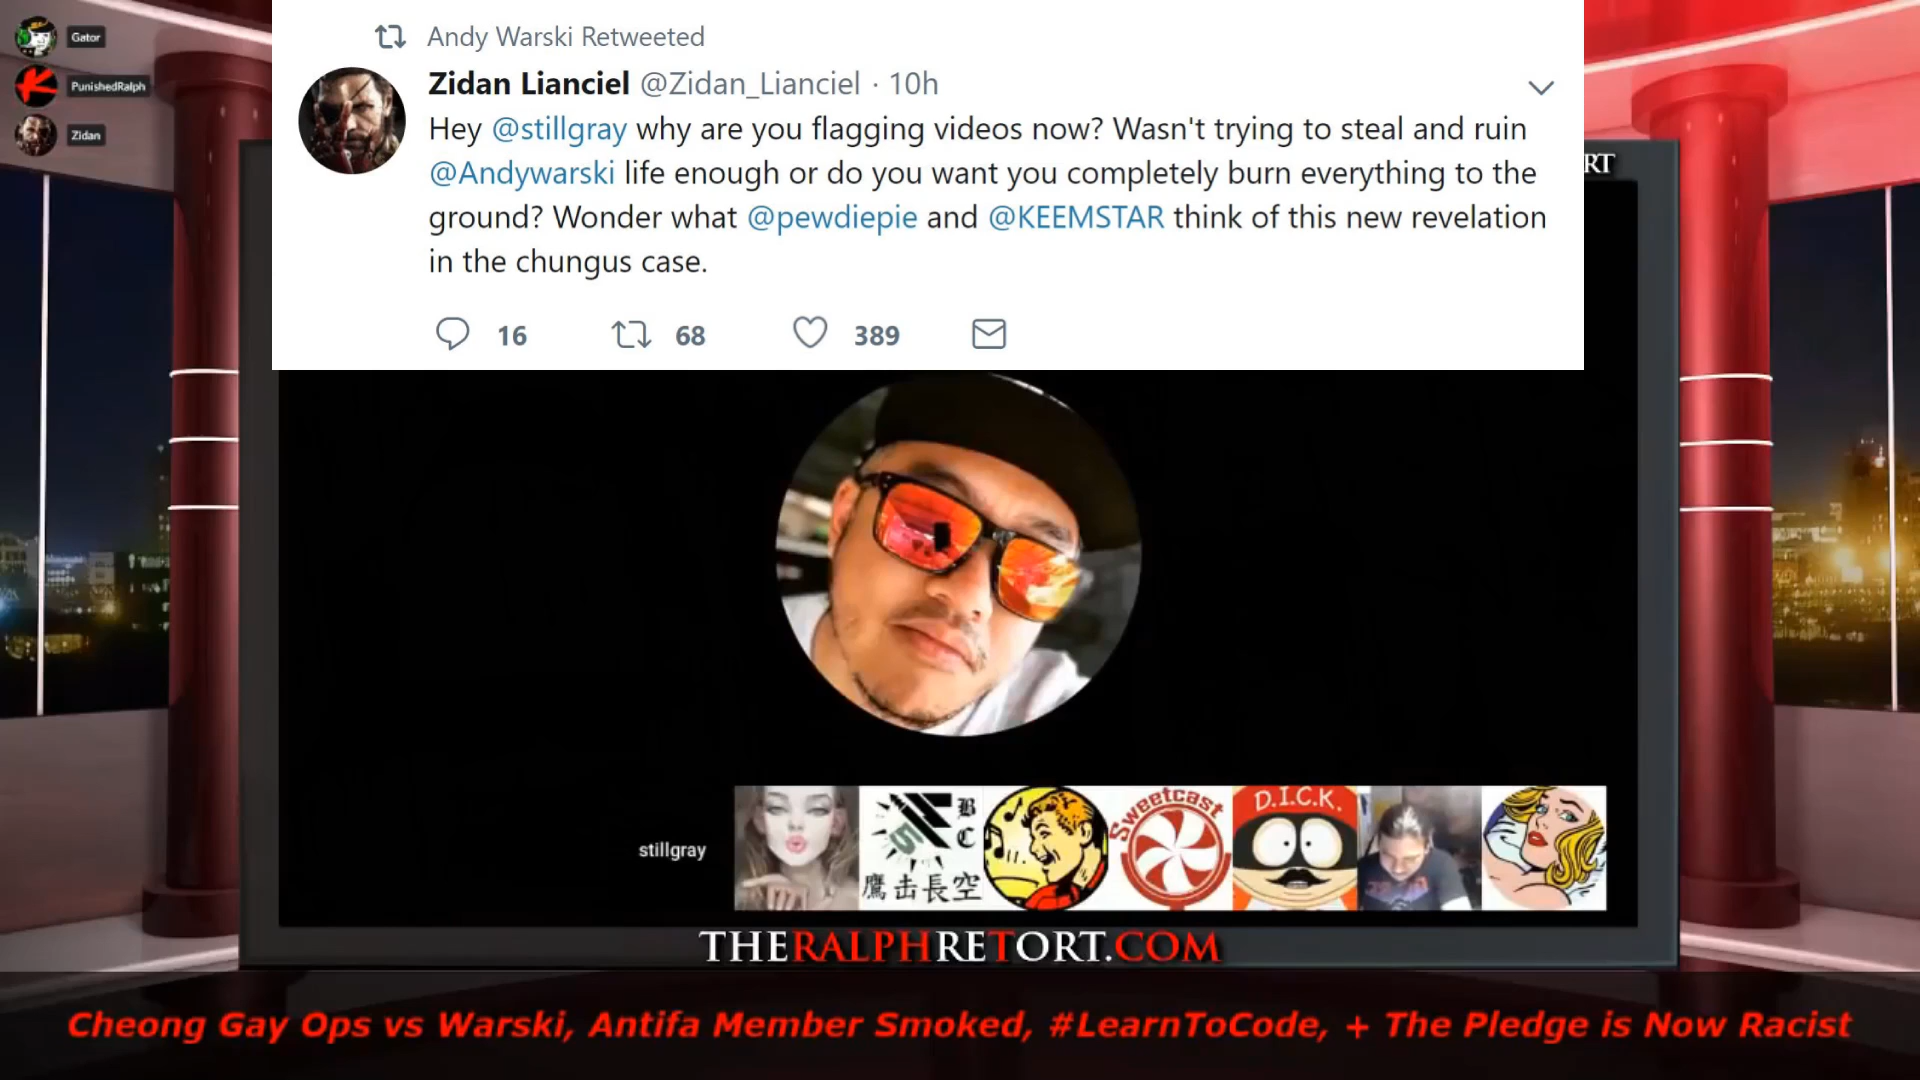 Gator
PunishedRalph
Zidan
Andy Warski Retweeted
Zidan Lianciel @Zidan_Lianciel · 10h
Hey @stillgray why are you flagging videos now? Wasn't trying to steal and ruin
@Andywarski life enough or do you want you completely burn everything to the
ground? Wonder what @pewdiepie and @KEEMSTAR think of this new revelation
in the chungus case.
16 68 389
RT
stillgray
5 B C
鹰击長空
Sweetcast
D.I.C.K.
THERALPHRETORT.COM
Cheong Gay Ops vs Warski, Antifa Member Smoked, #LearnToCode, + The Pledge is Now Racist